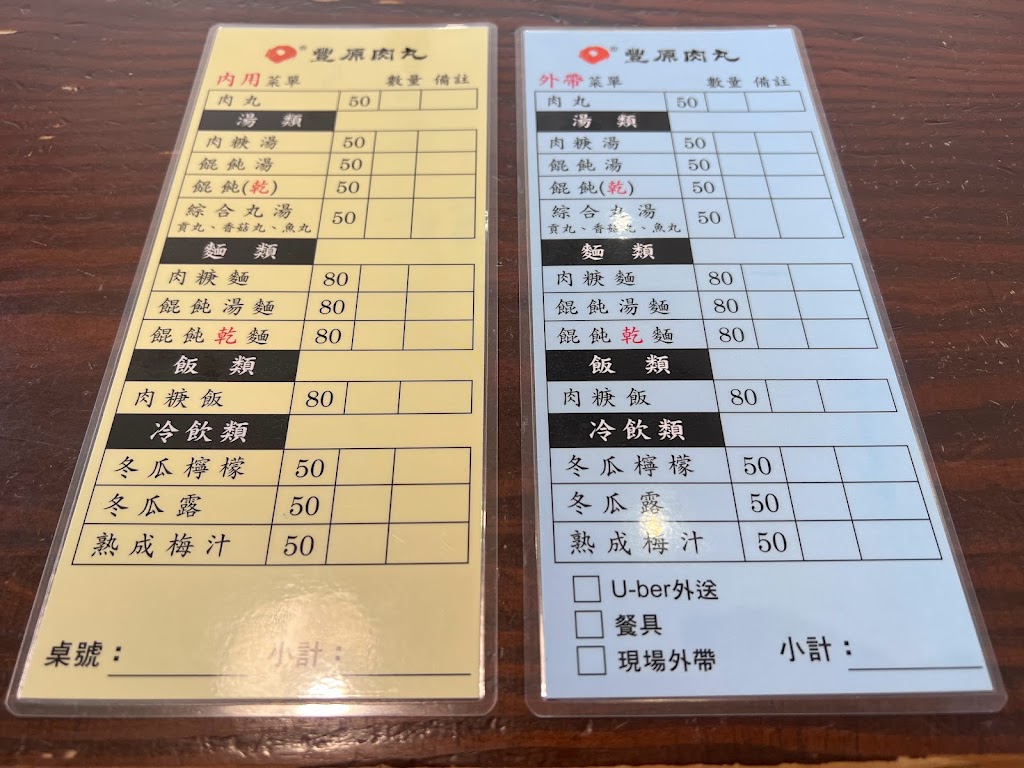 ® 豐原肉丸
內用菜單 數量 備註
肉丸 50
湯類
肉焿湯 50
餛飩湯 50
餛飩(乾) 50
綜合丸湯 50
貢丸、香菇丸、魚丸
麵類
肉焿麵 80
餛飩湯麵 80
餛飩乾麵 80
飯類
肉焿飯 80
冷飲類
冬瓜檸檬 50
冬瓜露 50
熟成梅汁 50
桌號： 小計：
® 豐原肉丸
外帶菜單 數量 備註
肉丸 50
湯類
肉焿湯 50
餛飩湯 50
餛飩(乾) 50
綜合丸湯 50
貢丸、香菇丸、魚丸
麵類
肉焿麵 80
餛飩湯麵 80
餛飩乾麵 80
飯類
肉焿飯 80
冷飲類
冬瓜檸檬 50
冬瓜露 50
熟成梅汁 50
U-ber外送
餐具
現場外帶 小計：